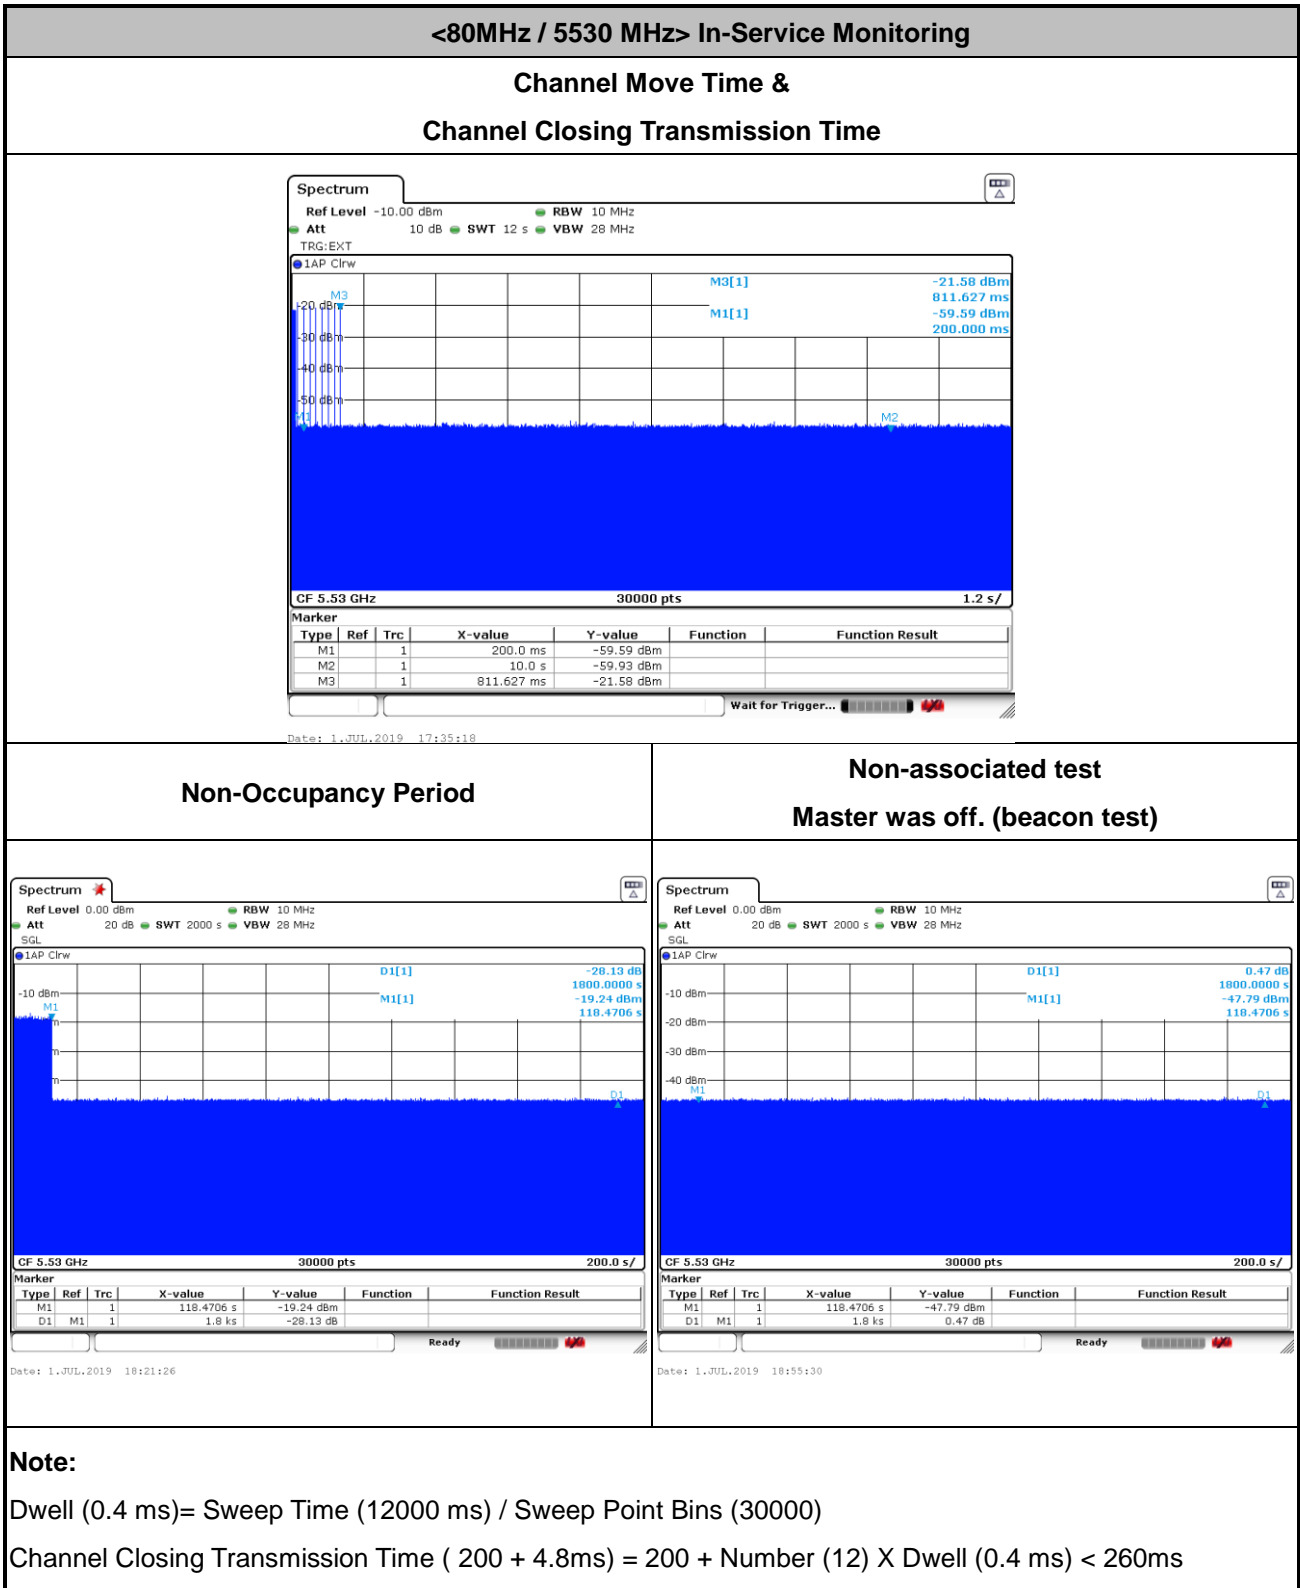 <80MHz / 5530 MHz> In-Service Monitoring
Channel Move Time &
Channel Closing Transmission Time
Spectrum
Ref Level -10.00 dBm RBW 10 MHz
Att 10 dB SWT 12 s VBW 28 MHz
TRG:EXT
1AP Clrw
M3[1] -21.58 dBm
811.627 ms
M1[1] -59.59 dBm
200.000 ms
M3
-20 dBm
-30 dBm
-40 dBm
-50 dBm
M1 M2
CF 5.53 GHz 30000 pts 1.2 s/
Marker
Type Ref Trc X-value Y-value Function Function Result
M1 1 200.0 ms -59.59 dBm
M2 1 10.0 s -59.93 dBm
M3 1 811.627 ms -21.58 dBm
Wait for Trigger...
Date: 1.JUL.2019 17:35:18
Non-Occupancy Period
Non-associated test
Master was off. (beacon test)
Spectrum
Ref Level 0.00 dBm RBW 10 MHz
Att 20 dB SWT 2000 s VBW 28 MHz
SGL
1AP Clrw
D1[1] -28.13 dB
1800.0000 s
M1[1] -19.24 dBm
118.4706 s
-10 dBm
M1
D1
CF 5.53 GHz 30000 pts 200.0 s/
Marker
Type Ref Trc X-value Y-value Function Function Result
M1 1 118.4706 s -19.24 dBm
D1 M1 1 1.8 ks -28.13 dB
Ready
Date: 1.JUL.2019 18:21:26
Spectrum
Ref Level 0.00 dBm RBW 10 MHz
Att 20 dB SWT 2000 s VBW 28 MHz
SGL
1AP Clrw
D1[1] 0.47 dB
1800.0000 s
M1[1] -47.79 dBm
118.4706 s
-10 dBm
-20 dBm
-30 dBm
-40 dBm
M1 D1
CF 5.53 GHz 30000 pts 200.0 s/
Marker
Type Ref Trc X-value Y-value Function Function Result
M1 1 118.4706 s -47.79 dBm
D1 M1 1 1.8 ks 0.47 dB
Ready
Date: 1.JUL.2019 18:55:30
Note:
Dwell (0.4 ms)= Sweep Time (12000 ms) / Sweep Point Bins (30000)
Channel Closing Transmission Time ( 200 + 4.8ms) = 200 + Number (12) X Dwell (0.4 ms) < 260ms